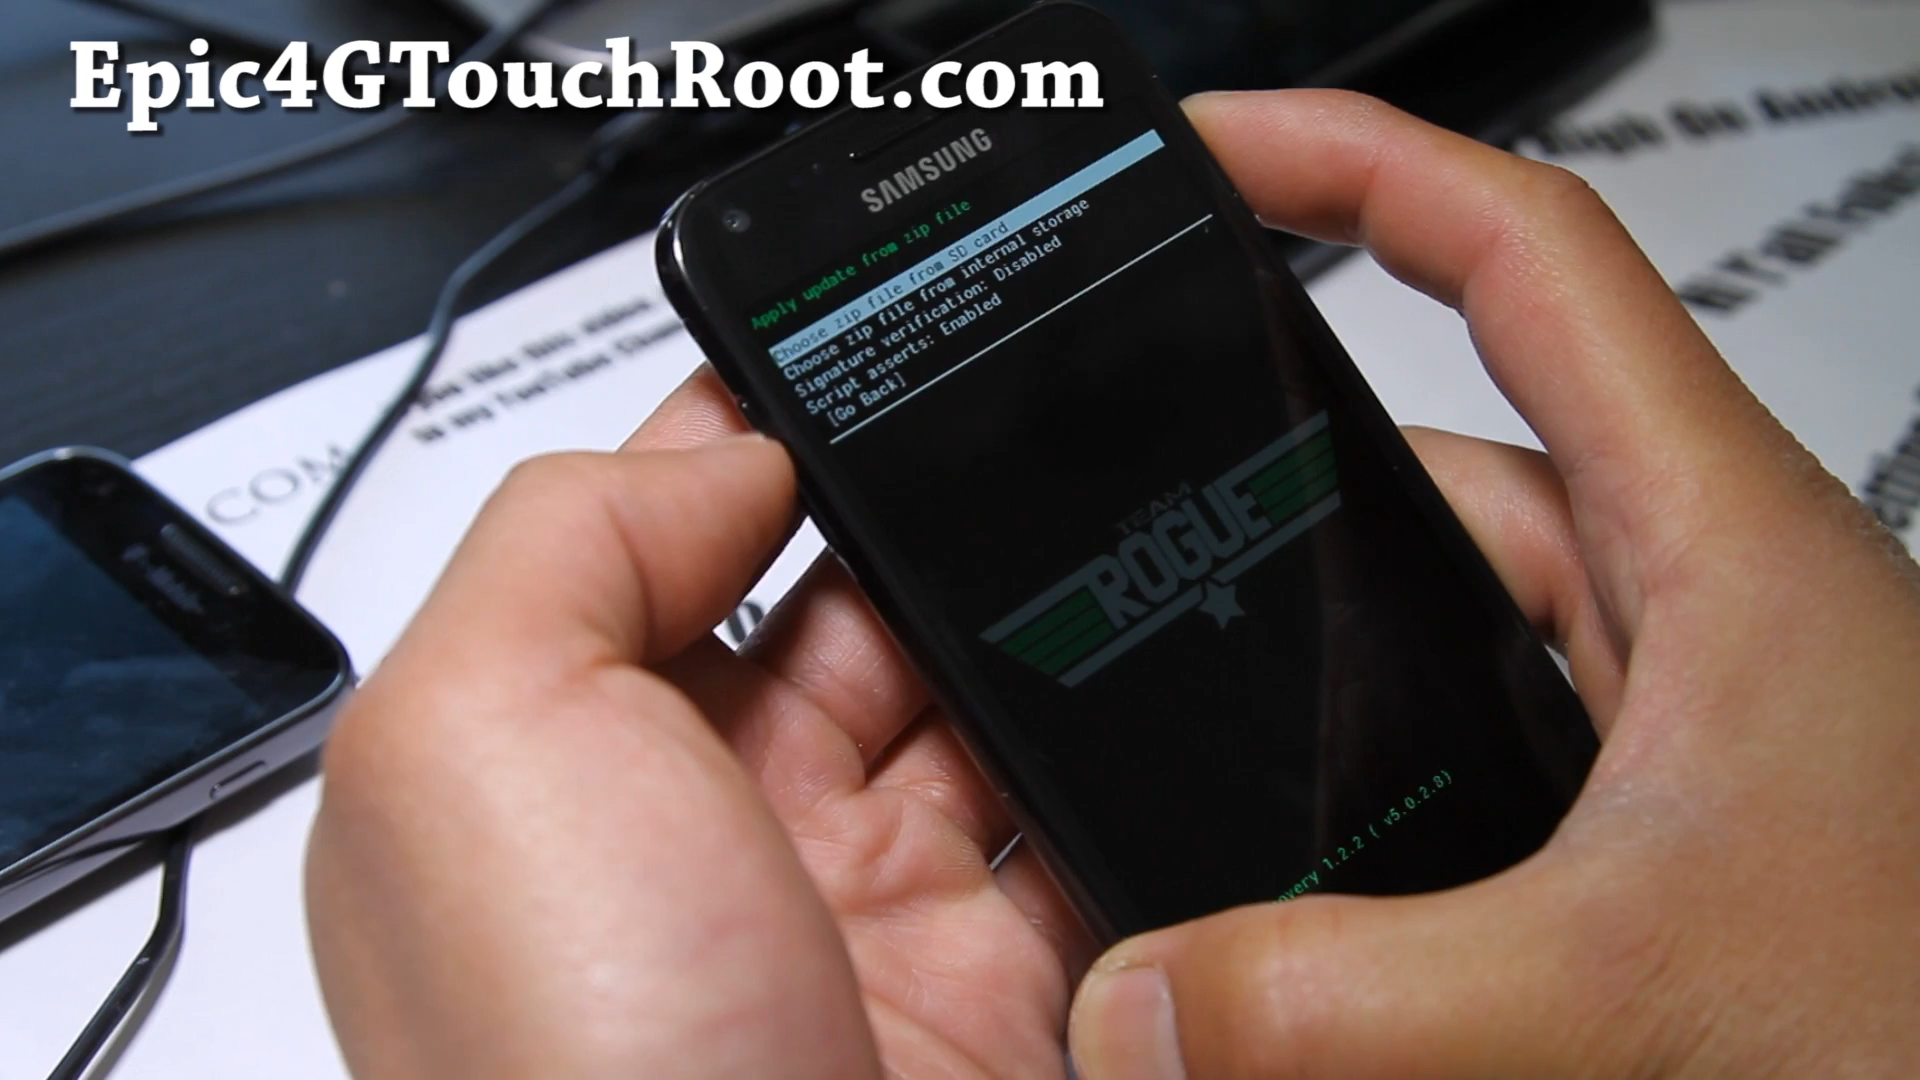 Epic4GTouchRoot.com
SAMSUNG
Apply update from zip file
Choose zip file from SD card
Choose zip file from internal storage
Signature verification: Disabled
Script asserts: Enabled
[Go Back]
TEAM
ROGUE
1.2.2 ( v5.0.2.8)
COM